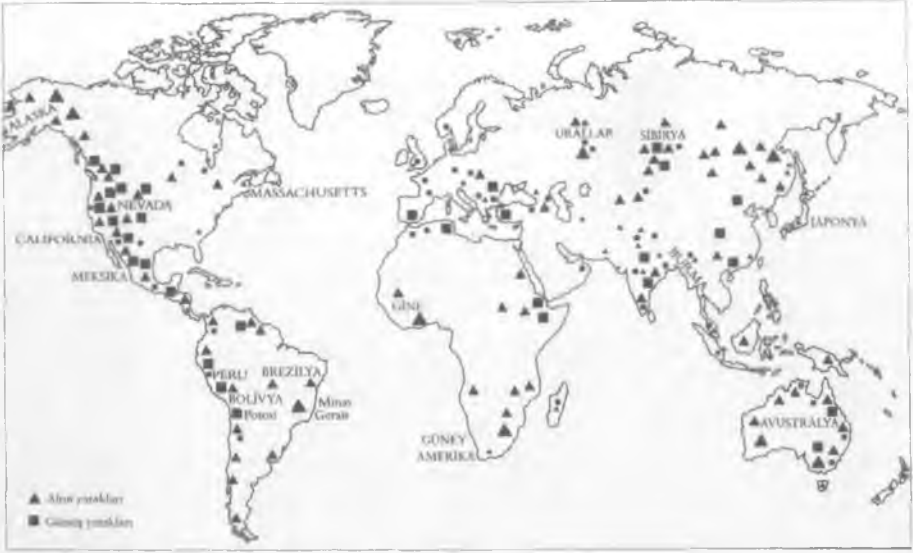 ALASKA
URALLAR
SİBİRYA
MASSACHUSETTS
NEVADA
JAPONYA
CALIFORNIA
MEKSİKA
GİNE
PERU
BREZİLYA
BOLİVYA
Potosi
Minas
Gerais
AVUSTRALYA
GÜNEY
AMERİKA
Altın yatakları
Gümüş yatakları